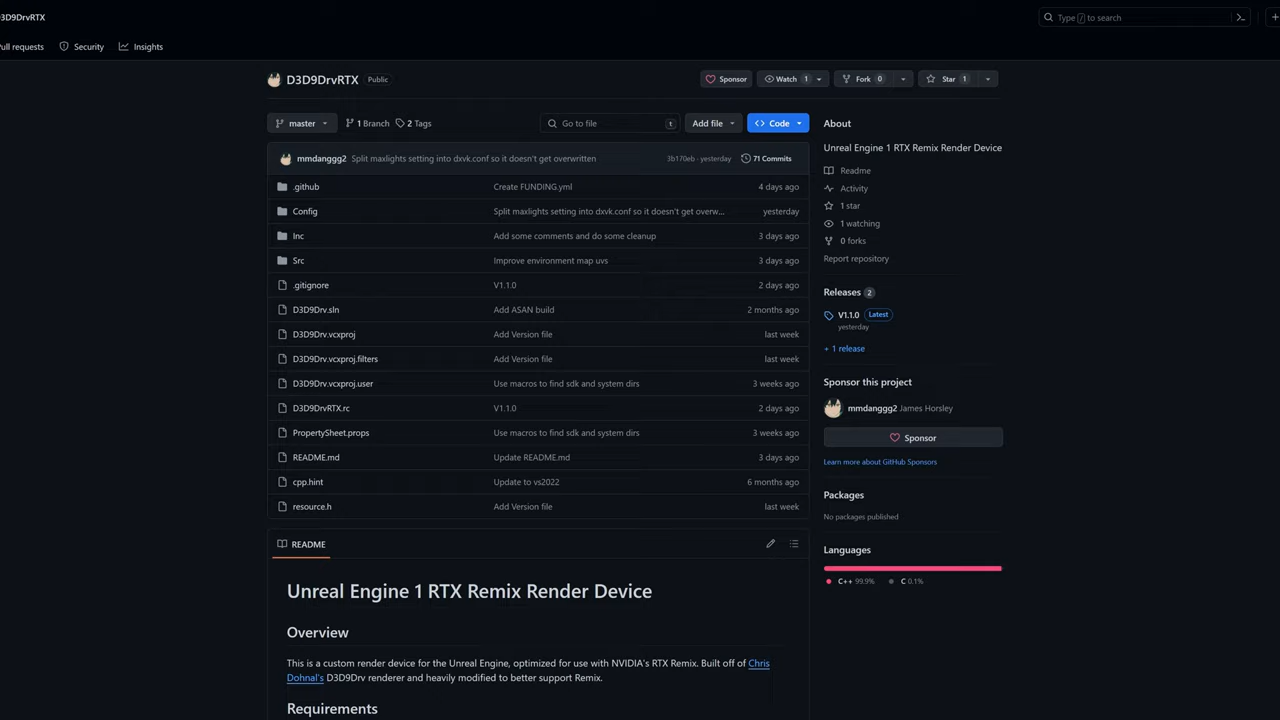 3D9DrvRTX
Type / to search
ull requests Security Insights
D3D9DrvRTX Public
Sponsor Watch 1 Fork 0 Star 1
master 1 Branch 2 Tags Go to file t Add file Code
mmdanggg2 Split maxlights setting into dxvk.conf so it doesn't get overwritten 3b170eb · yesterday 71 Commits
.github Create FUNDING.yml 4 days ago
Config Split maxlights setting into dxvk.conf so it doesn't get overw... yesterday
Inc Add some comments and do some cleanup 3 days ago
Src Improve environment map uvs 3 days ago
.gitignore V1.1.0 2 days ago
D3D9Drv.sln Add ASAN build 2 months ago
D3D9Drv.vcxproj Add Version file last week
D3D9Drv.vcxproj.filters Add Version file last week
D3D9Drv.vcxproj.user Use macros to find sdk and system dirs 3 weeks ago
D3D9DrvRTX.rc V1.1.0 2 days ago
PropertySheet.props Use macros to find sdk and system dirs 3 weeks ago
README.md Update README.md 3 days ago
cpp.hint Update to vs2022 6 months ago
resource.h Add Version file last week
README
Unreal Engine 1 RTX Remix Render Device
Overview
This is a custom render device for the Unreal Engine, optimized for use with NVIDIA's RTX Remix. Built off of Chris
Dohnal's D3D9Drv renderer and heavily modified to better support Remix.
Requirements
About
Unreal Engine 1 RTX Remix Render Device
Readme
Activity
1 star
1 watching
0 forks
Report repository
Releases 2
V1.1.0 Latest
yesterday
+ 1 release
Sponsor this project
mmdanggg2 James Horsley
Sponsor
Learn more about GitHub Sponsors
Packages
No packages published
Languages
C++ 99.9% C 0.1%